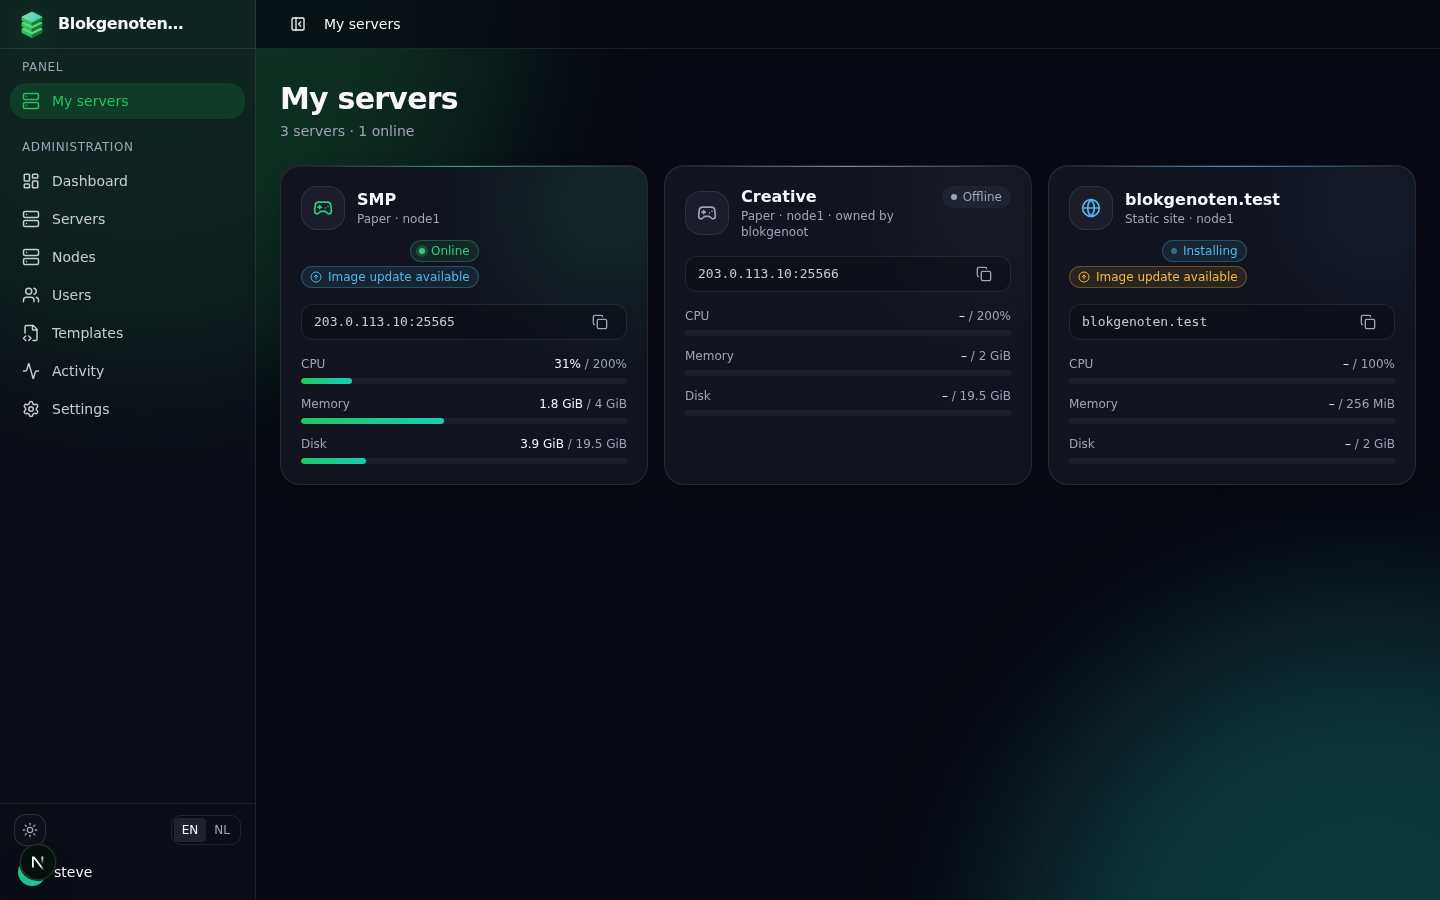 Blokgenoten...
My servers
PANEL
My servers
ADMINISTRATION
Dashboard
Servers
Nodes
Users
Templates
Activity
Settings
EN NL
N steve
My servers
3 servers · 1 online
SMP
Paper · node1
Online
Image update available
203.0.113.10:25565
CPU 31% / 200%
Memory 1.8 GiB / 4 GiB
Disk 3.9 GiB / 19.5 GiB
Creative
Offline
Paper · node1 · owned by
blokgenoot
203.0.113.10:25566
CPU – / 200%
Memory – / 2 GiB
Disk – / 19.5 GiB
blokgenoten.test
Static site · node1
Installing
Image update available
blokgenoten.test
CPU – / 100%
Memory – / 256 MiB
Disk – / 2 GiB